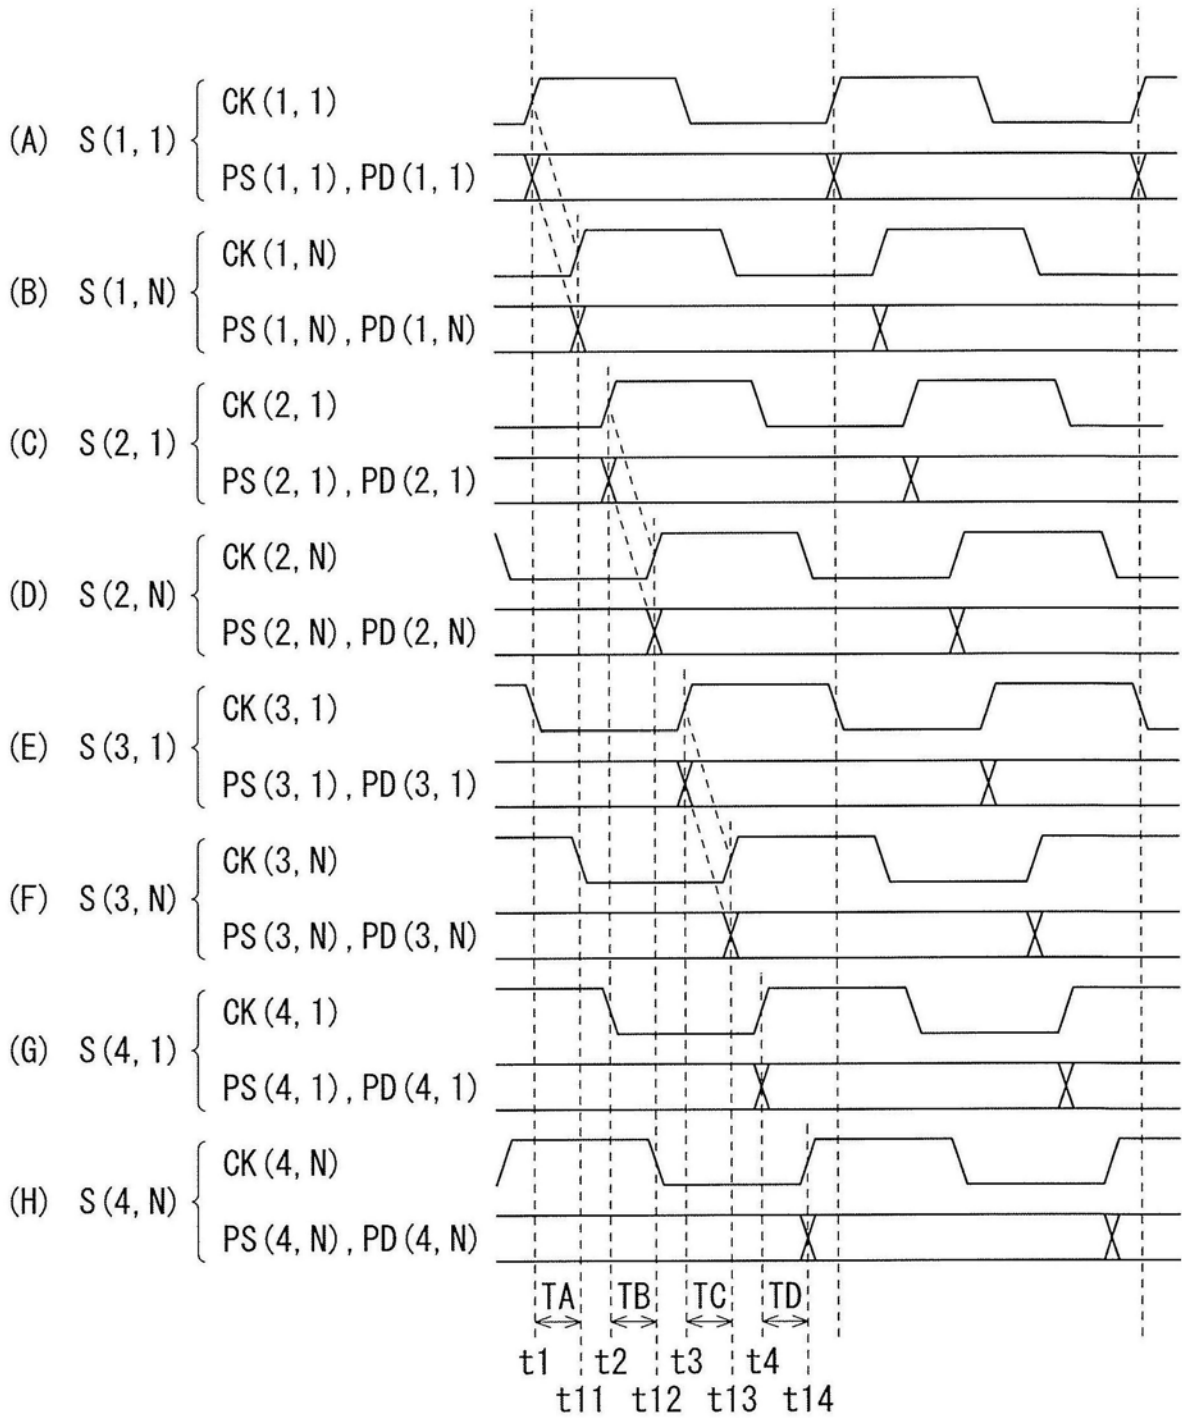 CK(1, 1)
(A) S(1, 1)
PS(1, 1), PD(1, 1)
CK(1, N)
(B) S(1, N)
PS(1, N), PD(1, N)
CK(2, 1)
(C) S(2, 1)
PS(2, 1), PD(2, 1)
CK(2, N)
(D) S(2, N)
PS(2, N), PD(2, N)
CK(3, 1)
(E) S(3, 1)
PS(3, 1), PD(3, 1)
CK(3, N)
(F) S(3, N)
PS(3, N), PD(3, N)
CK(4, 1)
(G) S(4, 1)
PS(4, 1), PD(4, 1)
CK(4, N)
(H) S(4, N)
PS(4, N), PD(4, N)
TA TB TC TD
t1 t2 t3 t4
t11 t12 t13 t14